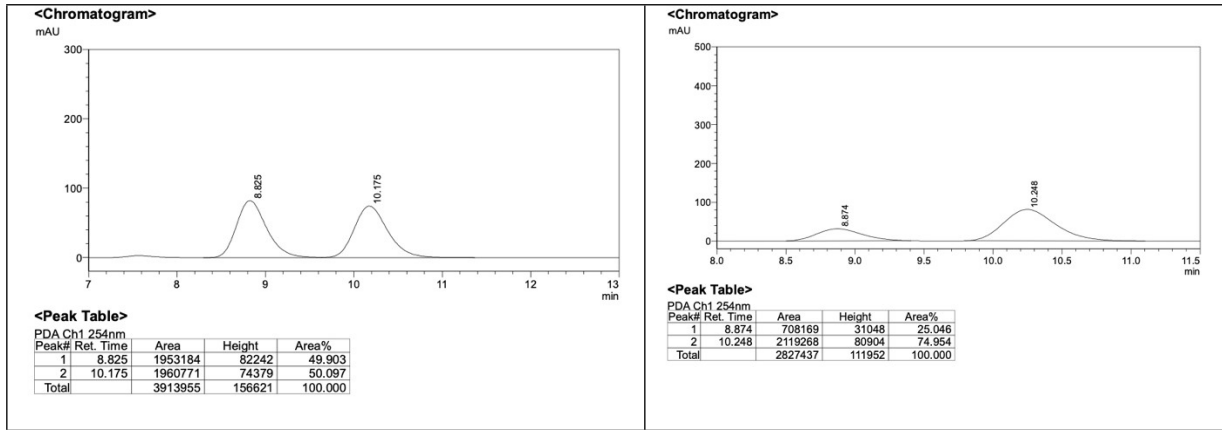 <Chromatogram>
mAU
300
200
100
0
8.825
10.175
7 8 9 10 11 12 13
min
<Peak Table>
PDA Ch1 254nm
Peak# Ret. Time Area Height Area%
1 8.825 1953184 82242 49.903
2 10.175 1960771 74379 50.097
Total 3913955 156621 100.000
<Chromatogram>
mAU
500
400
300
200
100
0
8.874
10.248
8.0 8.5 9.0 9.5 10.0 10.5 11.0 11.5
min
<Peak Table>
PDA Ch1 254nm
Peak# Ret. Time Area Height Area%
1 8.874 708169 31048 25.046
2 10.248 2119268 80904 74.954
Total 2827437 111952 100.000